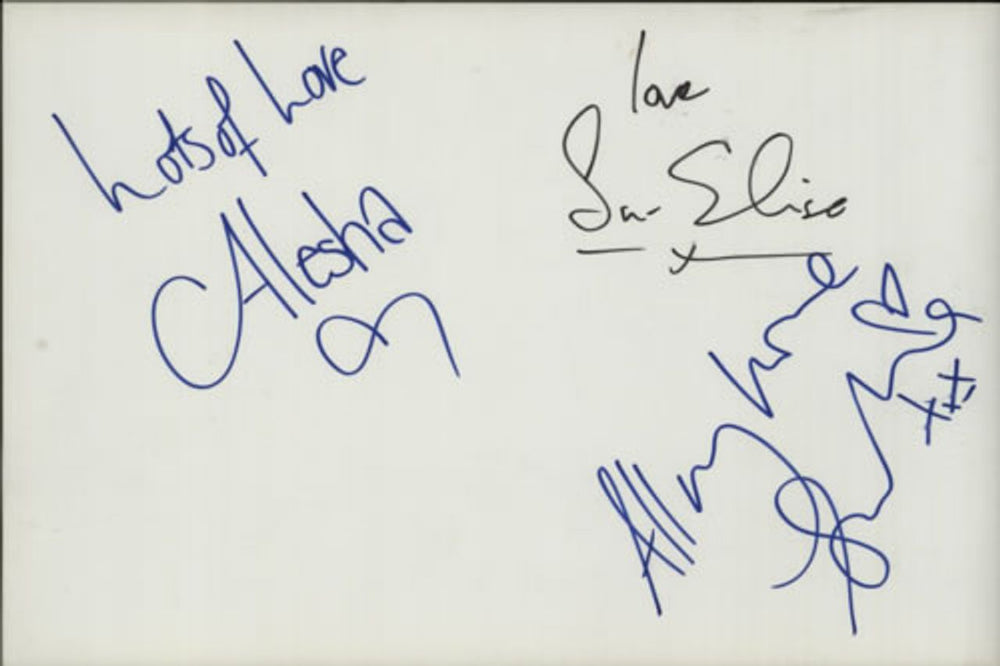 Lots of Love
Alesha
love
Su-Elise
x
All my love